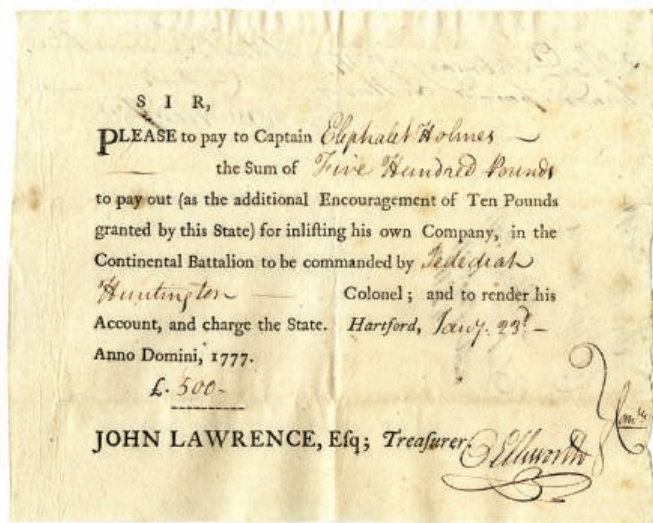 SIR,
PLEASE to pay to Captain Elephalet Holmes —
— the Sum of Five Hundred Pounds
to pay out (as the additional Encouragement of Ten Pounds
granted by this State) for inliſting his own Company, in the
Continental Battalion to be commanded by Jedediah
Huntington — Colonel; and to render his
Account, and charge the State. Hartford, Jany. 23d. —
Anno Domini, 1777.
£. 500-
JOHN LAWRENCE, Eſq; Treaſurer.
OEllsworth